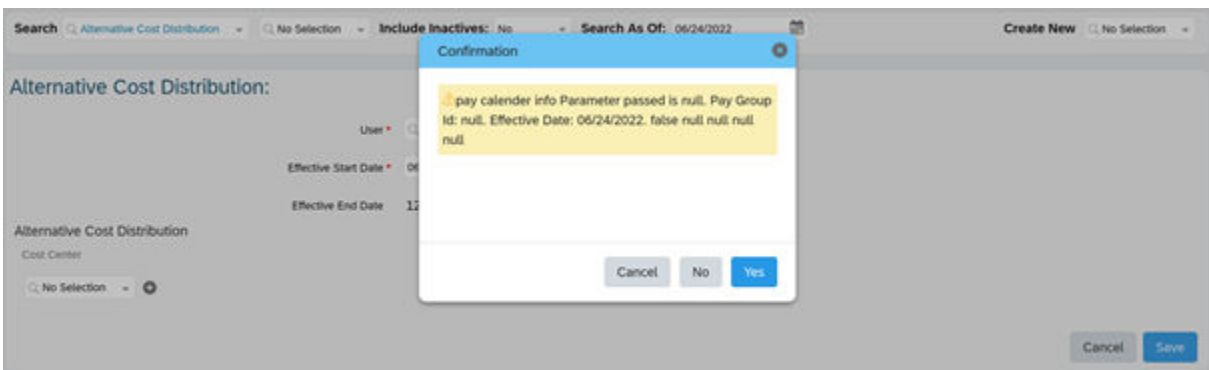 Search Alternative Cost Distribution No Selection Include Inactives: No Search As Of: 06/24/2022 Create New No Selection
Confirmation
Alternative Cost Distribution:
pay calender info Parameter passed is null. Pay Group
Id: null. Effective Date: 06/24/2022. false null null null
null
User *
Effective Start Date * 06
Effective End Date 12
Alternative Cost Distribution
Cost Center
No Selection
Cancel No Yes
Cancel Save